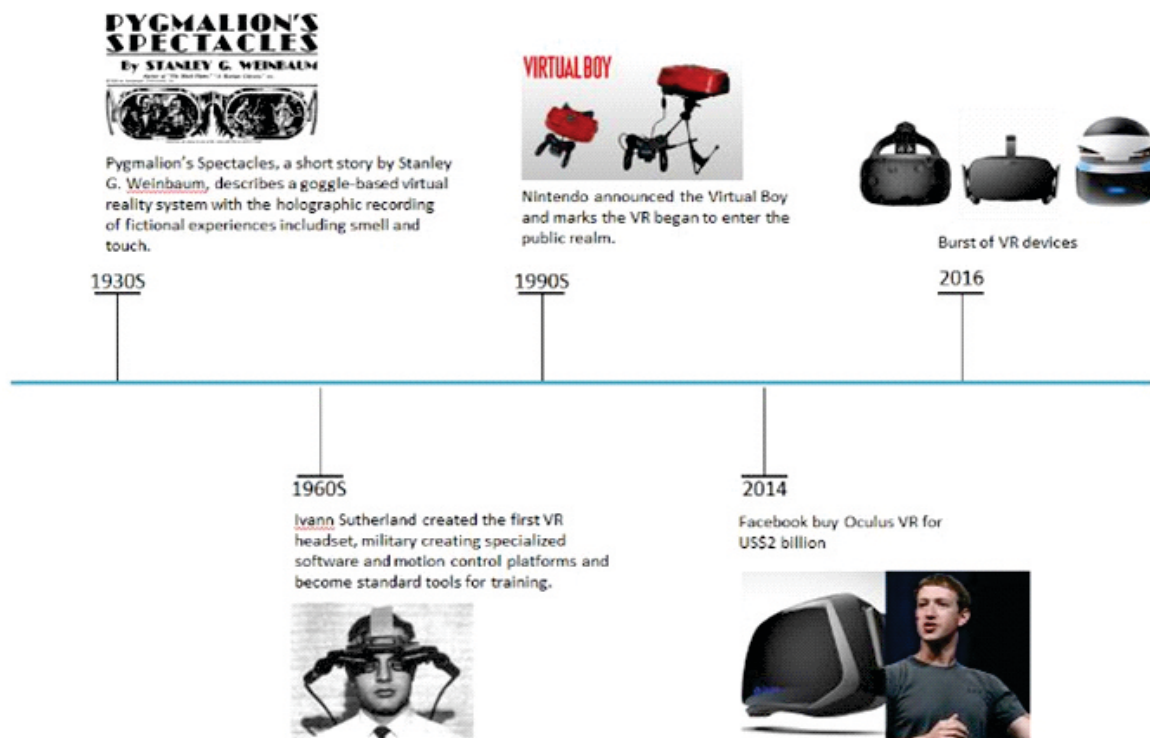 PYGMALION'S
SPECTACLES
By STANLEY G. WEINBAUM
Pygmalion's Spectacles, a short story by Stanley
G. Weinbaum, describes a goggle-based virtual
reality system with the holographic recording
of fictional experiences including smell and
touch.
1930S
VIRTUAL BOY
Nintendo announced the Virtual Boy
and marks the VR began to enter the
public realm.
1990S
Burst of VR devices
2016
1960S
Ivann Sutherland created the first VR
headset, military creating specialized
software and motion control platforms and
become standard tools for training.
2014
Facebook buy Oculus VR for
US$2 billion